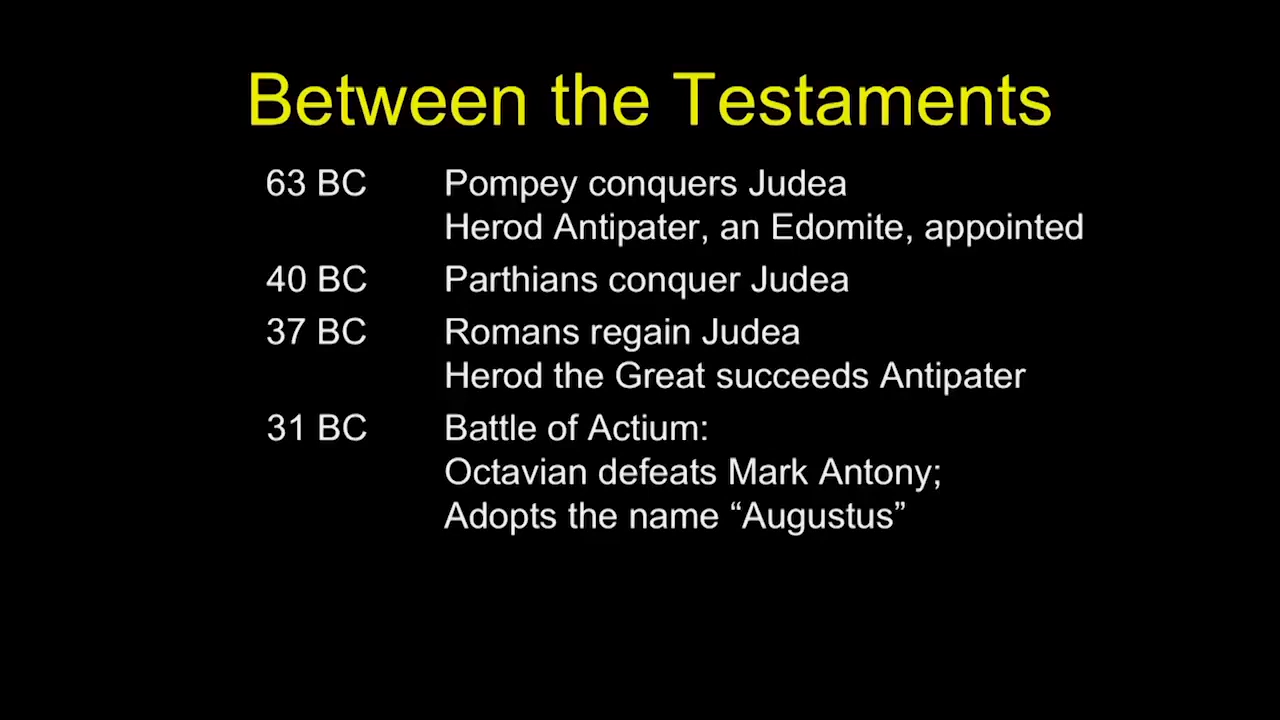 Between the Testaments
63 BC Pompey conquers Judea
Herod Antipater, an Edomite, appointed
40 BC Parthians conquer Judea
37 BC Romans regain Judea
Herod the Great succeeds Antipater
31 BC Battle of Actium:
Octavian defeats Mark Antony;
Adopts the name “Augustus”